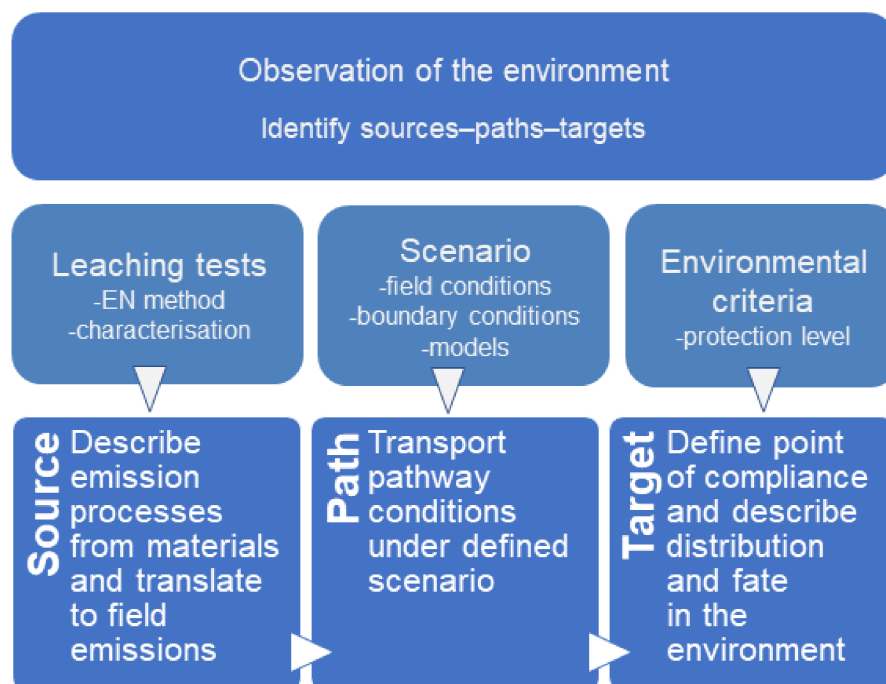 Observation of the environment
Identify sources–paths–targets
Leaching tests
-EN method
-characterisation
Scenario
-field conditions
-boundary conditions
-models
Environmental
criteria
-protection level
Source
Describe
emission
processes
from materials
and translate
to field
emissions
Path
Transport
pathway
conditions
under defined
scenario
Target
Define point
of compliance
and describe
distribution
and fate
in the
environment